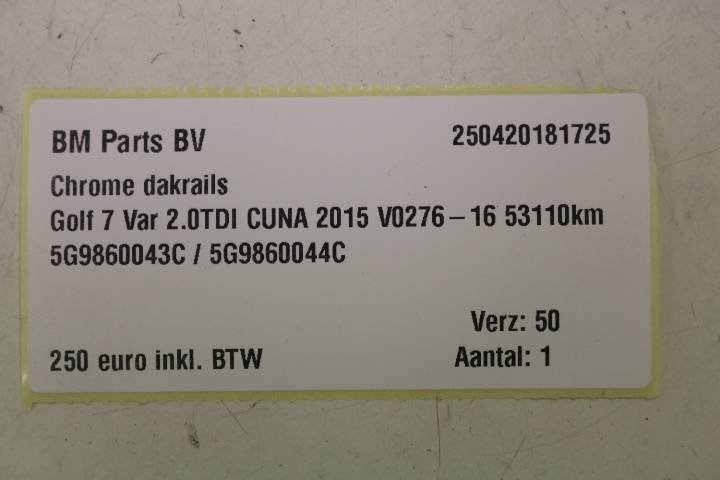 BM Parts BV 250420181725
Chrome dakrails
Golf 7 Var 2.0TDI CUNA 2015 V0276-16 53110km
5G9860043C / 5G9860044C
Verz: 50
250 euro inkl. BTW Aantal: 1